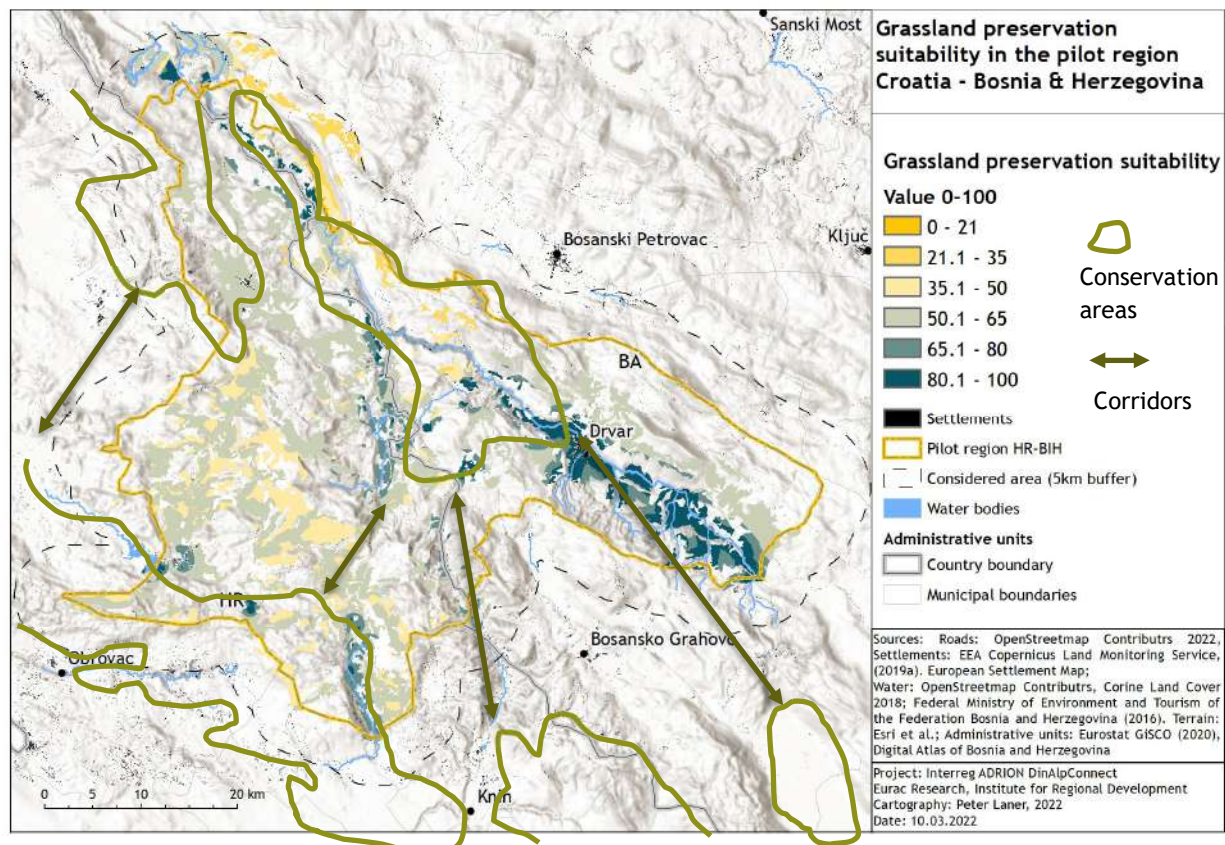 Sanski Most
Bosanski Petrovac
Ključ
BA
Drvar
HR
Bosansko Grahovo
Obrovac
Knin
0 5 10 20 km
Grassland preservation
suitability in the pilot region
Croatia - Bosnia & Herzegovina
Grassland preservation suitability
Value 0-100
0 - 21
21.1 - 35
35.1 - 50
50.1 - 65
65.1 - 80
80.1 - 100
Conservation
areas
Corridors
Settlements
Pilot region HR-BIH
Considered area (5km buffer)
Water bodies
Administrative units
Country boundary
Municipal boundaries
Sources: Roads: OpenStreetmap Contributrs 2022,
Settlements: EEA Copernicus Land Monitoring Service,
(2019a). European Settlement Map;
Water: OpenStreetmap Contributrs, Corine Land Cover
2018; Federal Ministry of Environment and Tourism of
the Federation Bosnia and Herzegovina (2016). Terrain:
Esri et al.; Administrative units: Eurostat GiSCO (2020),
Digital Atlas of Bosnia and Herzegovina
Project: Interreg ADRION DinAlpConnect
Eurac Research, Institute for Regional Development
Cartography: Peter Laner, 2022
Date: 10.03.2022